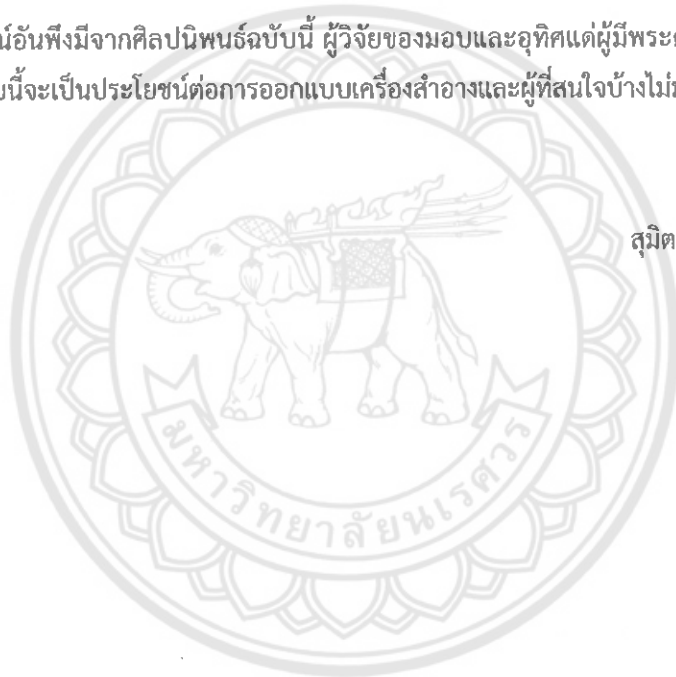 น์อันพึงมีจากศิลปนิพนธ์ฉบับนี้ ผู้วิจัยของมอบและอุทิศแด่ผู้มีพระ
บนี้จะเป็นประโยชน์ต่อการออกแบบเครื่องสำอางและผู้ที่สนใจบ้างไม่
สุมิต
มหาวิทยาลัยนเรศวร